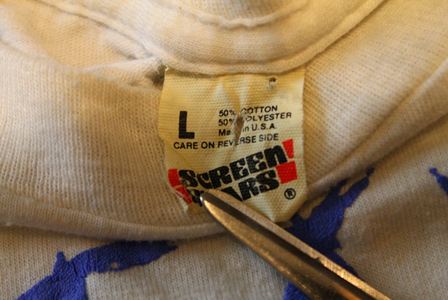 L
50% COTTON
50% POLYESTER
Made in U.S.A.
CARE ON REVERSE SIDE
SCREEN
STARS
®